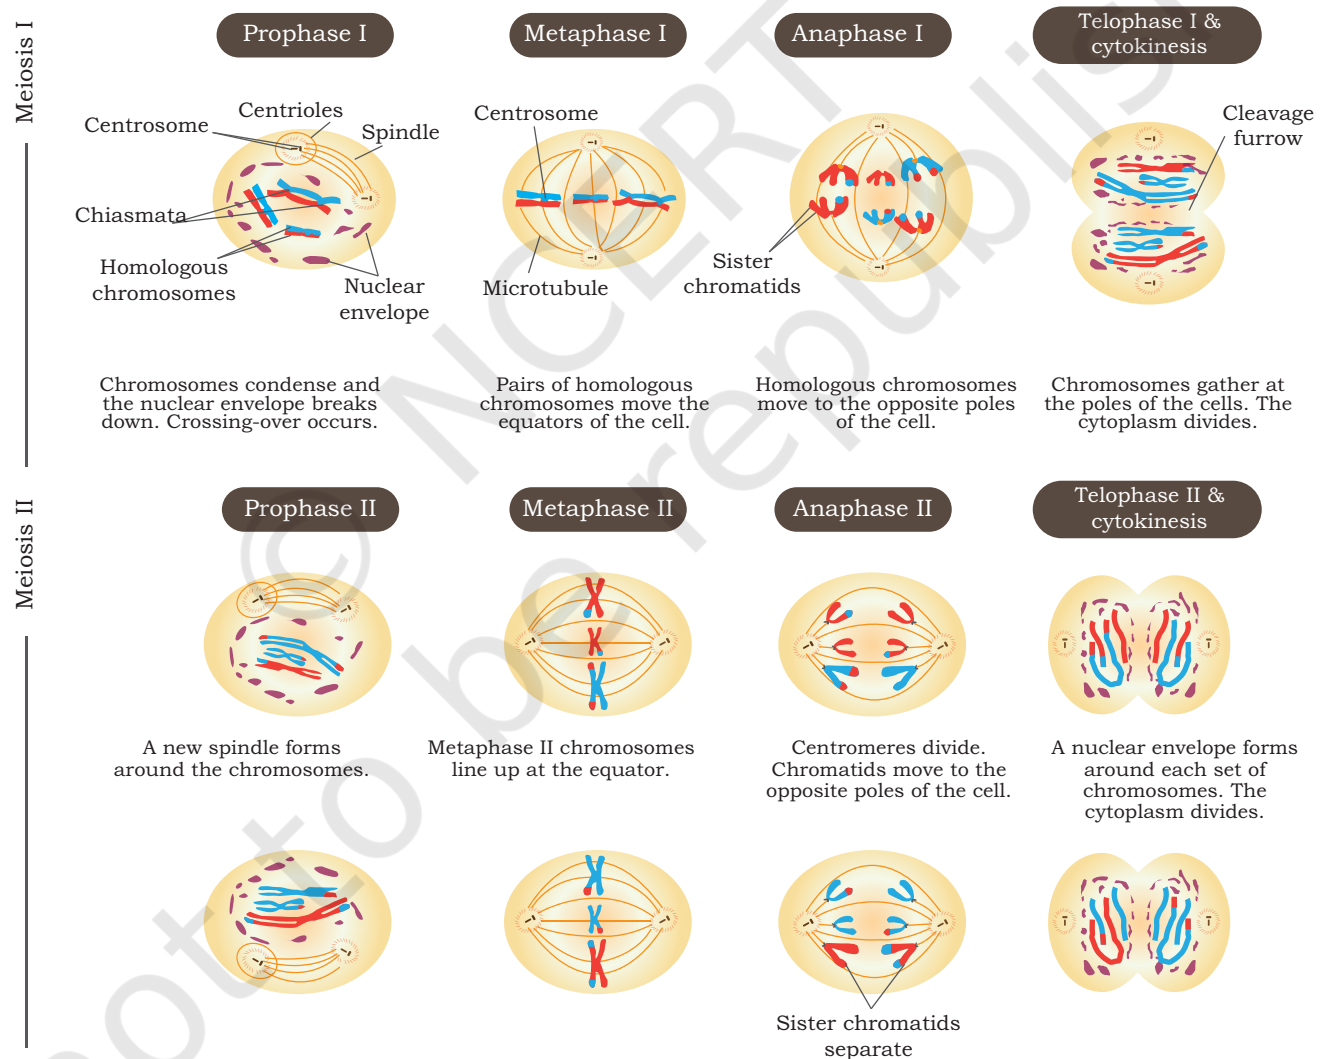 Meiosis I
Prophase I
Metaphase I
Anaphase I
Telophase I &
cytokinesis
Centrosome
Centrioles
Spindle
Chiasmata
Homologous
chromosomes
Nuclear
envelope
Centrosome
Microtubule
Sister
chromatids
Cleavage
furrow
Chromosomes condense and
the nuclear envelope breaks
down. Crossing-over occurs.
Pairs of homologous
chromosomes move the
equators of the cell.
Homologous chromosomes
move to the opposite poles
of the cell.
Chromosomes gather at
the poles of the cells. The
cytoplasm divides.
Meiosis II
Prophase II
Metaphase II
Anaphase II
Telophase II &
cytokinesis
A new spindle forms
around the chromosomes.
Metaphase II chromosomes
line up at the equator.
Centromeres divide.
Chromatids move to the
opposite poles of the cell.
A nuclear envelope forms
around each set of
chromosomes. The
cytoplasm divides.
Sister chromatids
separate
© NCERT
not to be republish